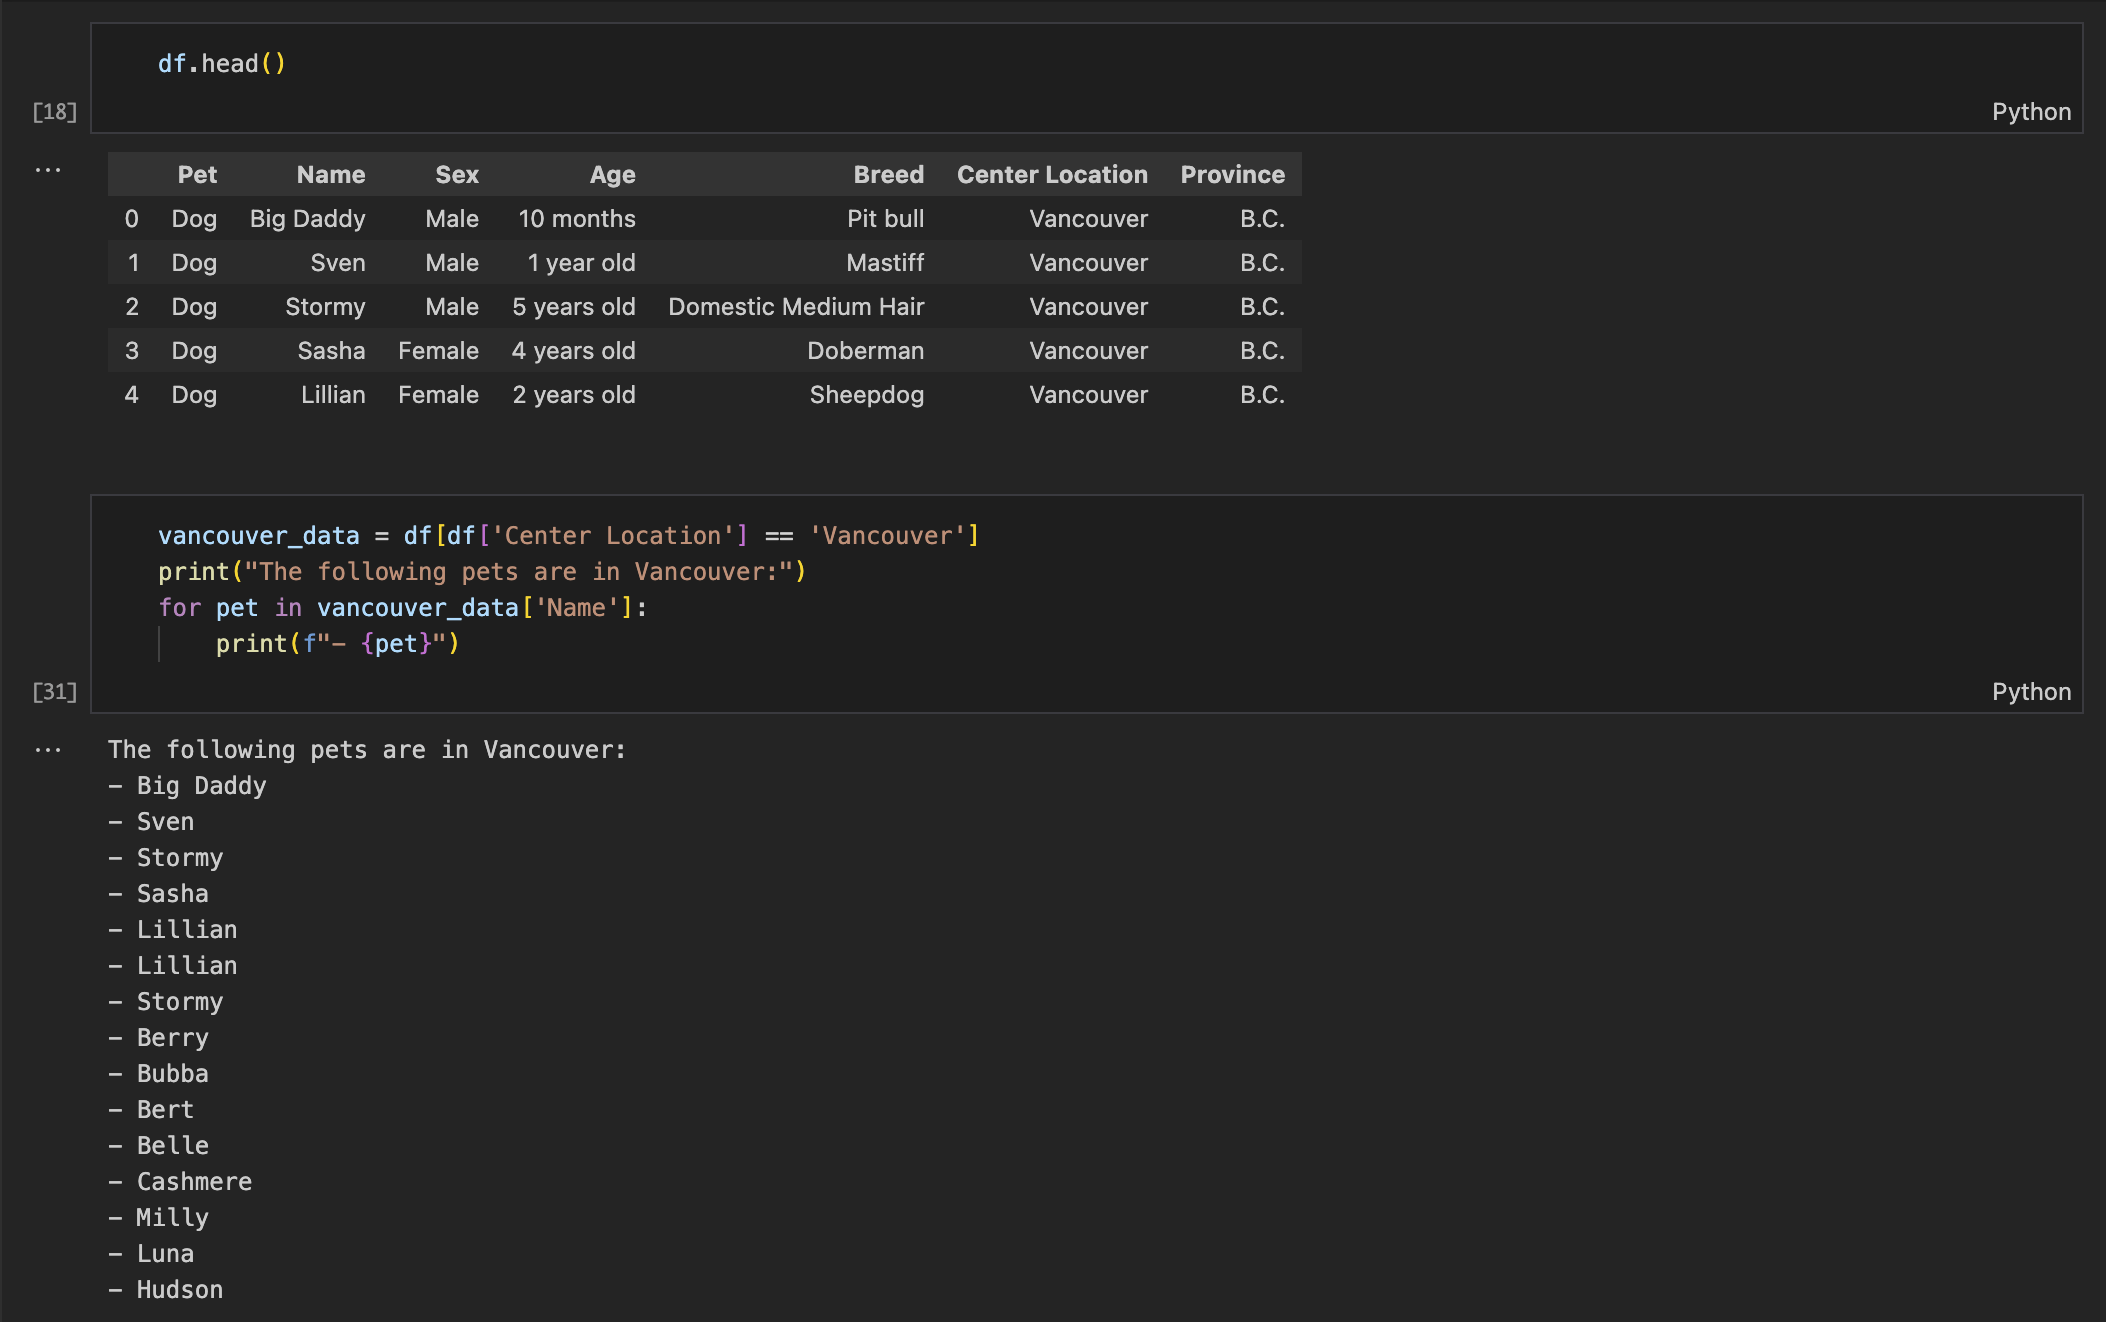 df.head()
[18]
Python
...
Pet Name Sex Age Breed Center Location Province
0 Dog Big Daddy Male 10 months Pit bull Vancouver B.C.
1 Dog Sven Male 1 year old Mastiff Vancouver B.C.
2 Dog Stormy Male 5 years old Domestic Medium Hair Vancouver B.C.
3 Dog Sasha Female 4 years old Doberman Vancouver B.C.
4 Dog Lillian Female 2 years old Sheepdog Vancouver B.C.
vancouver_data = df[df['Center Location'] == 'Vancouver']
print("The following pets are in Vancouver:")
for pet in vancouver_data['Name']:
    print(f"- {pet}")
[31]
Python
...
The following pets are in Vancouver:
- Big Daddy
- Sven
- Stormy
- Sasha
- Lillian
- Lillian
- Stormy
- Berry
- Bubba
- Bert
- Belle
- Cashmere
- Milly
- Luna
- Hudson